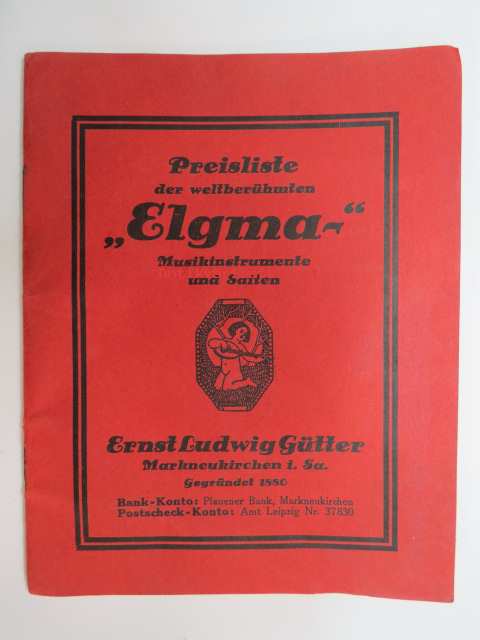 Preisliste
der weltberühmten
„Elgma-“
Musikinstrumente
und Saiten
Ernst Ludwig Gütter
Markneukirchen i. Sa.
Gegründet 1880
Bank-Konto: Plauener Bank, Markneukirchen
Postscheck-Konto: Amt Leipzig Nr. 37830